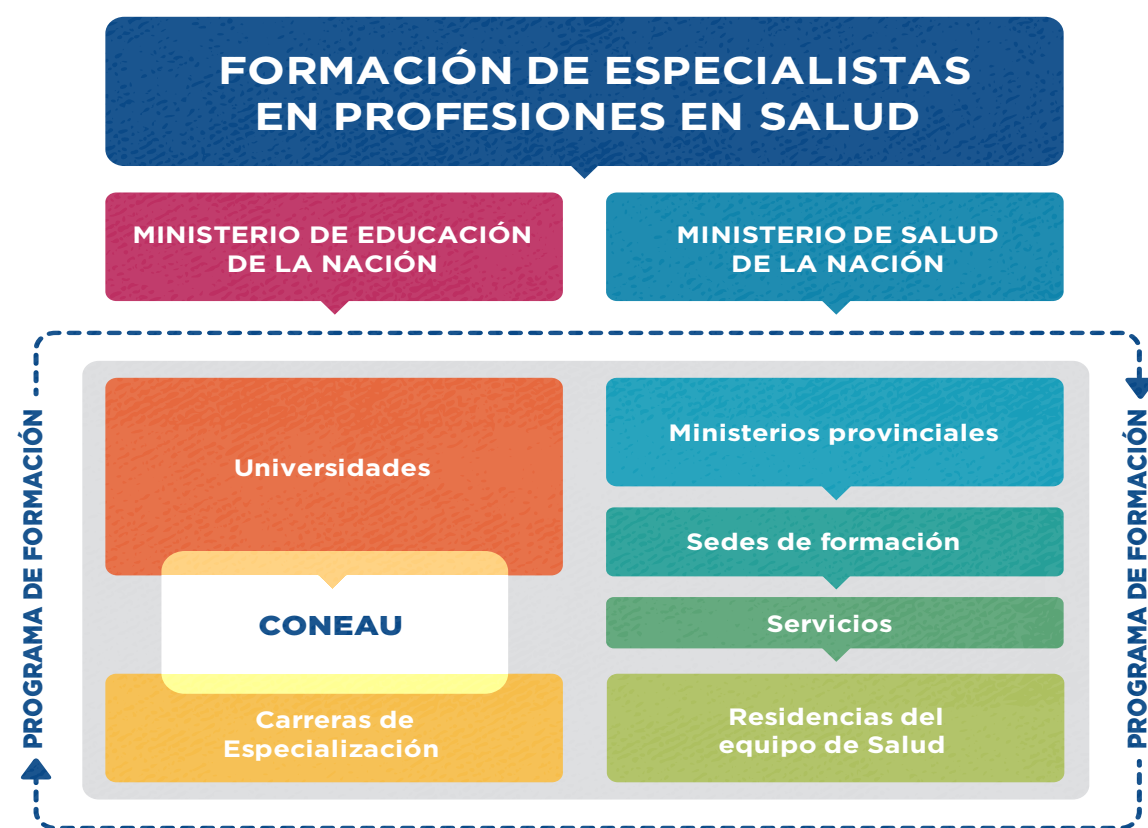 FORMACIÓN DE ESPECIALISTAS
EN PROFESIONES EN SALUD
MINISTERIO DE EDUCACIÓN
DE LA NACIÓN
MINISTERIO DE SALUD
DE LA NACIÓN
PROGRAMA DE FORMACIÓN
Universidades
CONEAU
Carreras de
Especialización
Ministerios provinciales
Sedes de formación
Servicios
Residencias del
equipo de Salud
PROGRAMA DE FORMACIÓN